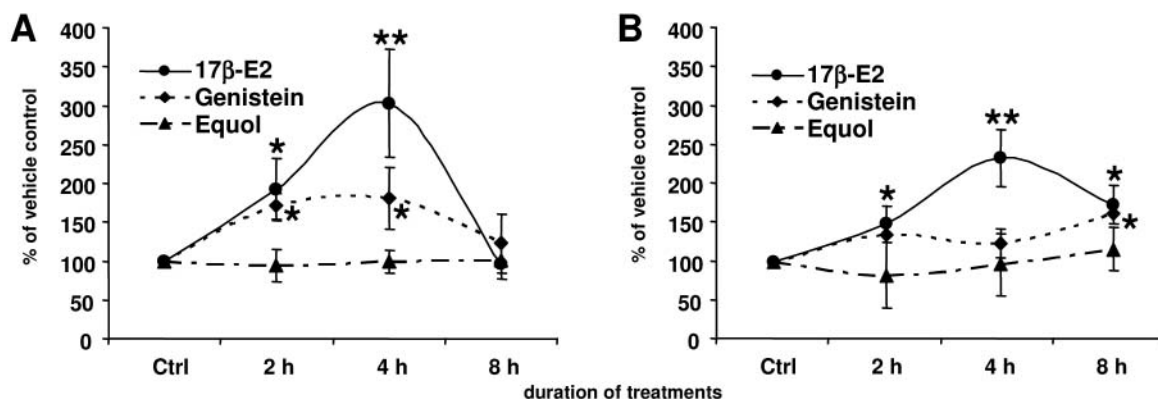 A
% of vehicle control
400
350
300
250
200
150
100
50
0
17β-E2
Genistein
Equol
*
**
*
*
Ctrl
2 h
4 h
8 h
B
% of vehicle control
400
350
300
250
200
150
100
50
0
17β-E2
Genistein
Equol
*
**
*
*
Ctrl
2 h
4 h
8 h
duration of treatments